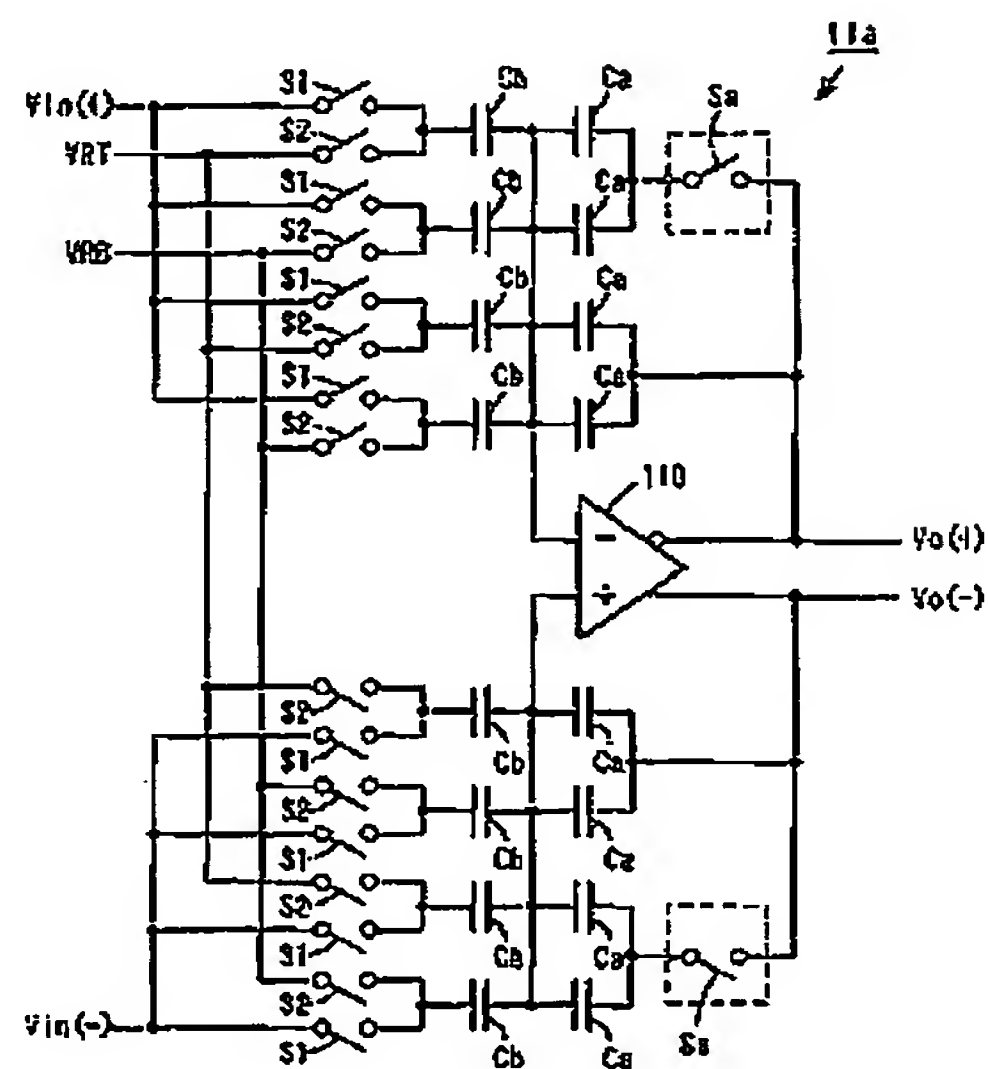 11a
S1
Cb
Ca
Vin(+)
Sa
S2
VRT
S1
Cb
Ca
S2
VRB
S1
Cb
Ca
S2
S1
Cb
Ca
S2
110
-
Vo(+)
+
Vo(-)
S2
S1
Cb
Ca
S2
S1
Cb
Ca
S2
S1
Cb
Ca
S2
Vin(-)
S1
Cb
Ca
Sa